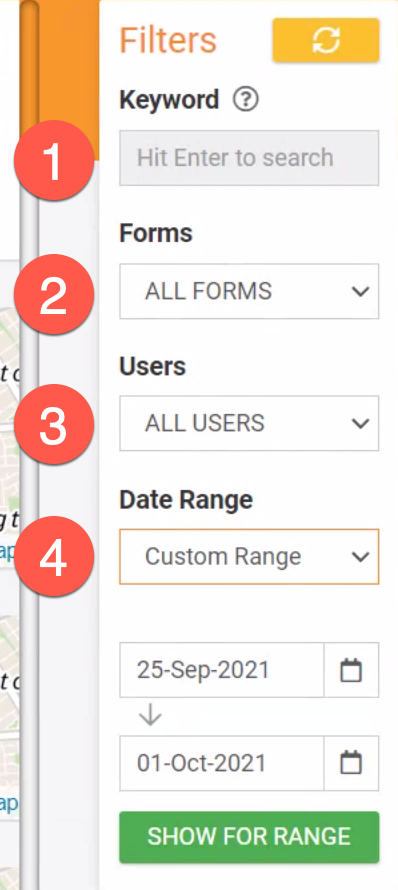 Filters
Keyword ?
1
Hit Enter to search
Forms
2
ALL FORMS
Users
3
ALL USERS
Date Range
4
Custom Range
25-Sep-2021
01-Oct-2021
SHOW FOR RANGE